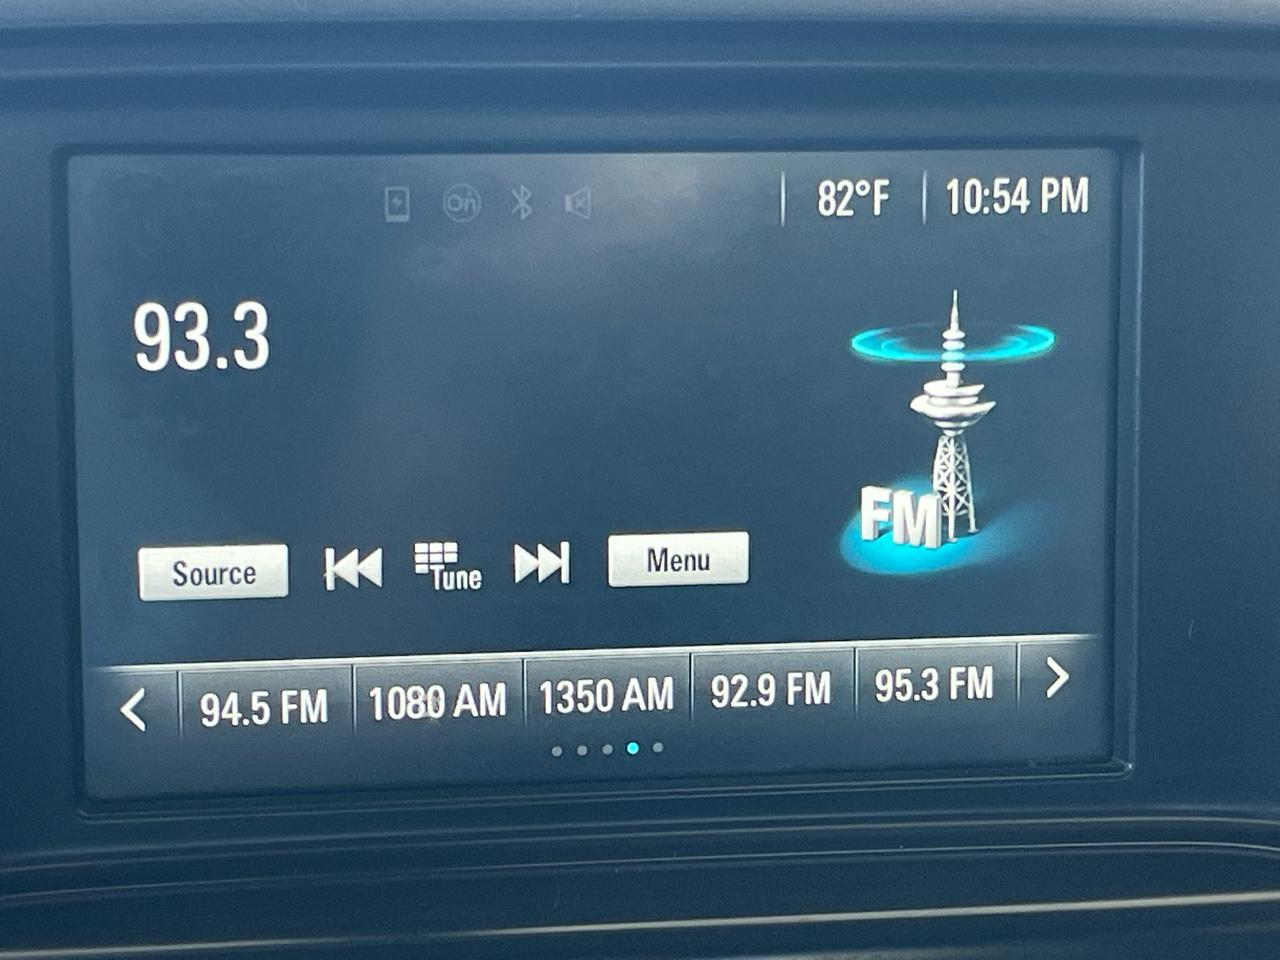 On
82°F
10:54 PM
93.3
FM
Source
Tune
Menu
94.5 FM
1080 AM
1350 AM
92.9 FM
95.3 FM